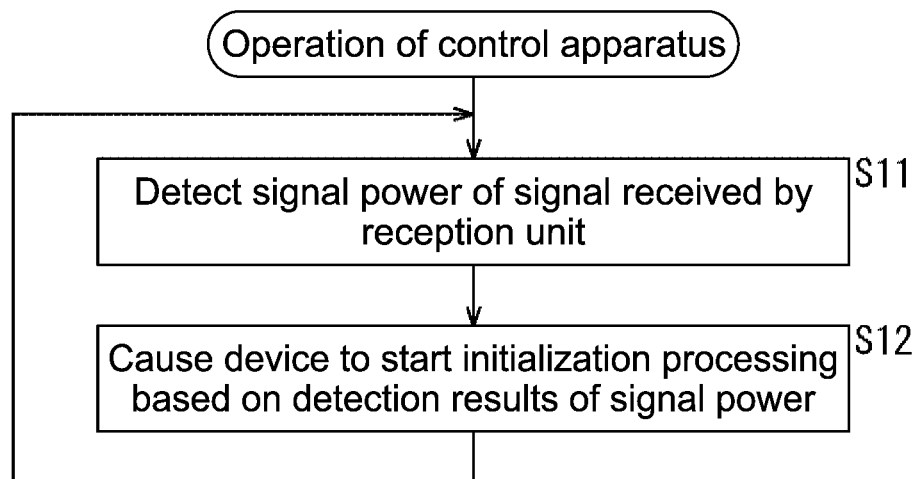 Operation of control apparatus
S11
Detect signal power of signal received by
reception unit
S12
Cause device to start initialization processing
based on detection results of signal power